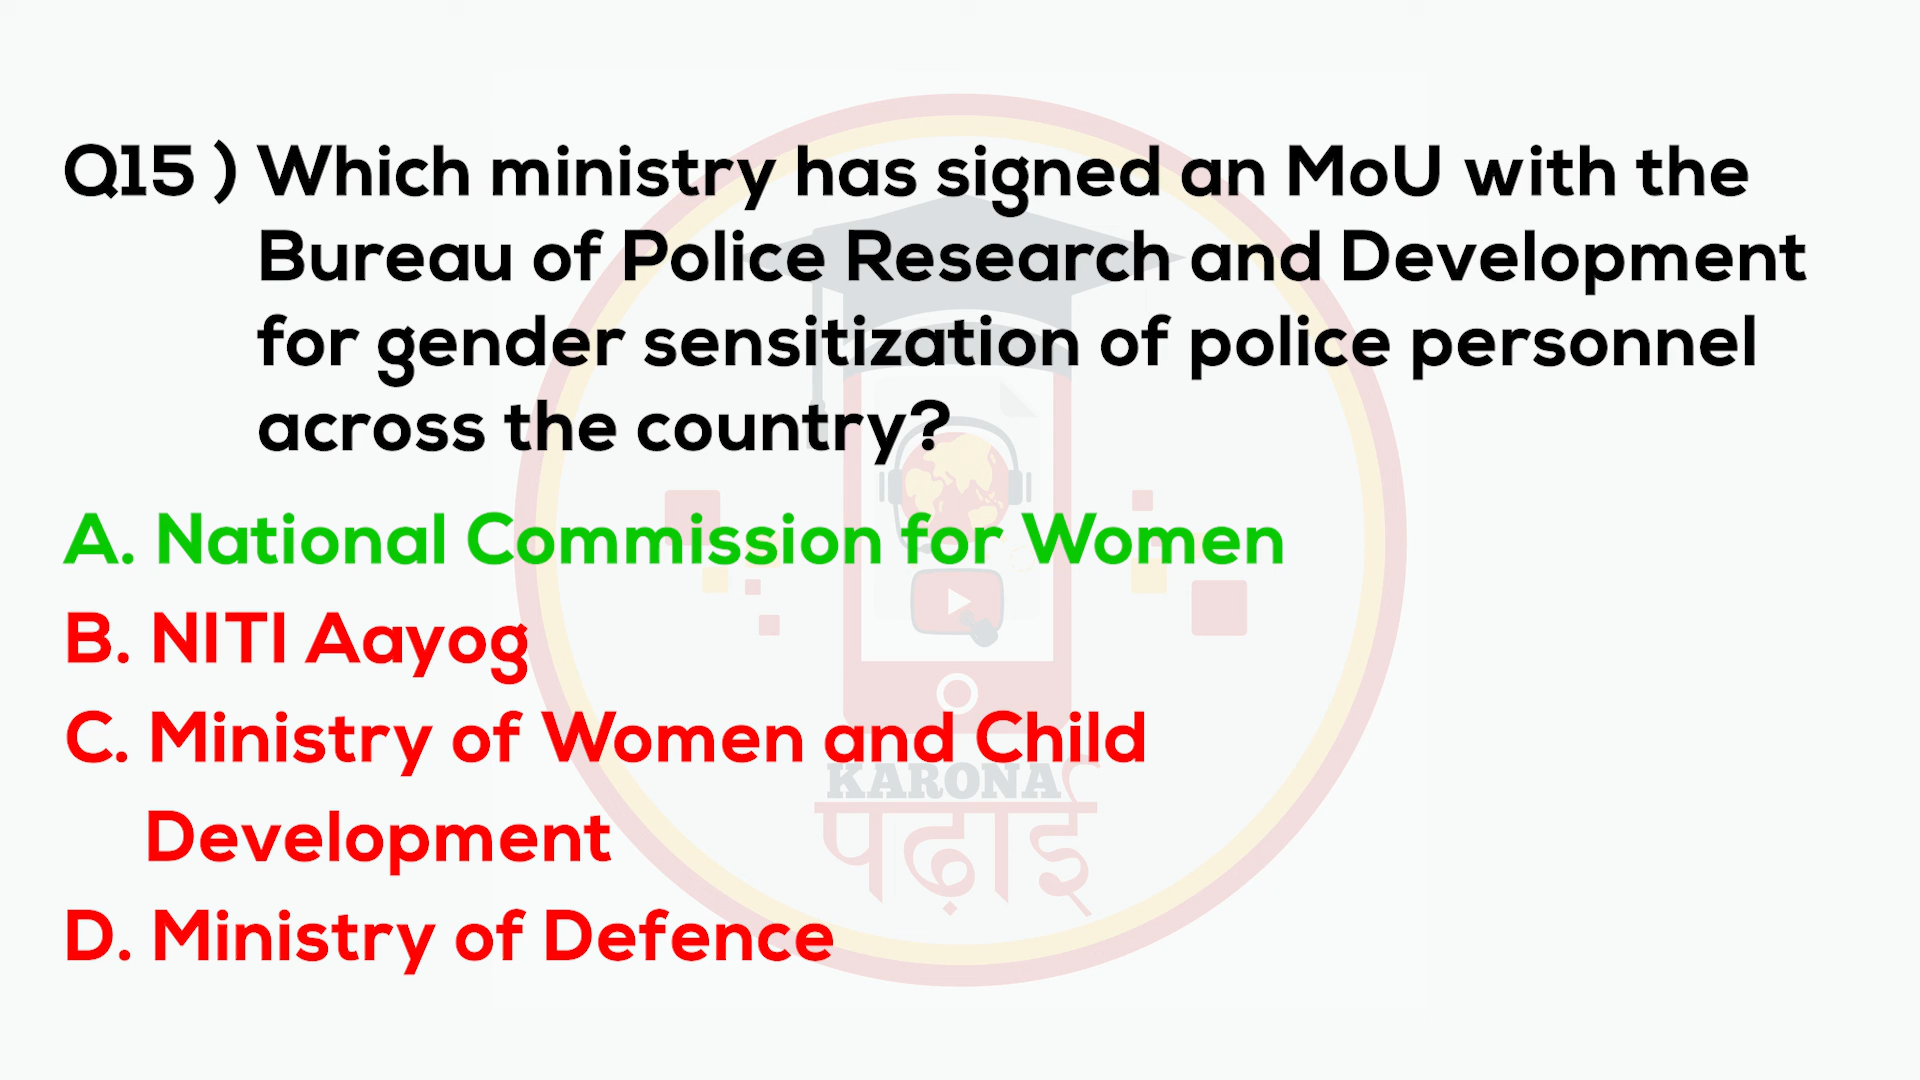 Q15 ) Which ministry has signed an MoU with the
Bureau of Police Research and Development
for gender sensitization of police personnel
across the country?
A. National Commission for Women
B. NITI Aayog
C. Ministry of Women and Child
Development
D. Ministry of Defence
KARONA
पढ़ाई